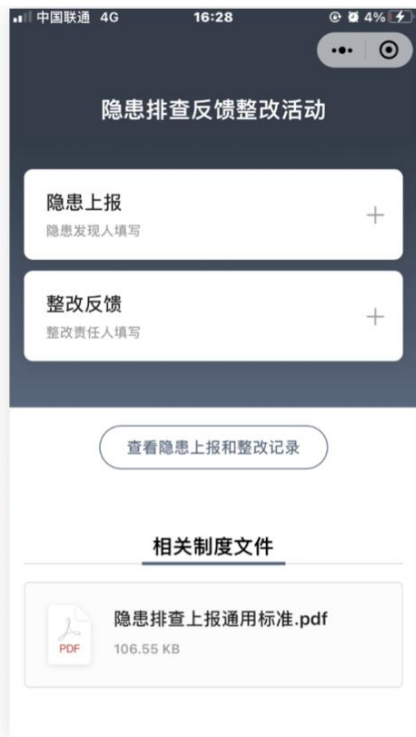 中国联通 4G 16:28 4%
隐患排查反馈整改活动
隐患上报
隐患发现人填写
整改反馈
整改责任人填写
查看隐患上报和整改记录
相关制度文件
隐患排查上报通用标准.pdf
PDF
106.55 KB